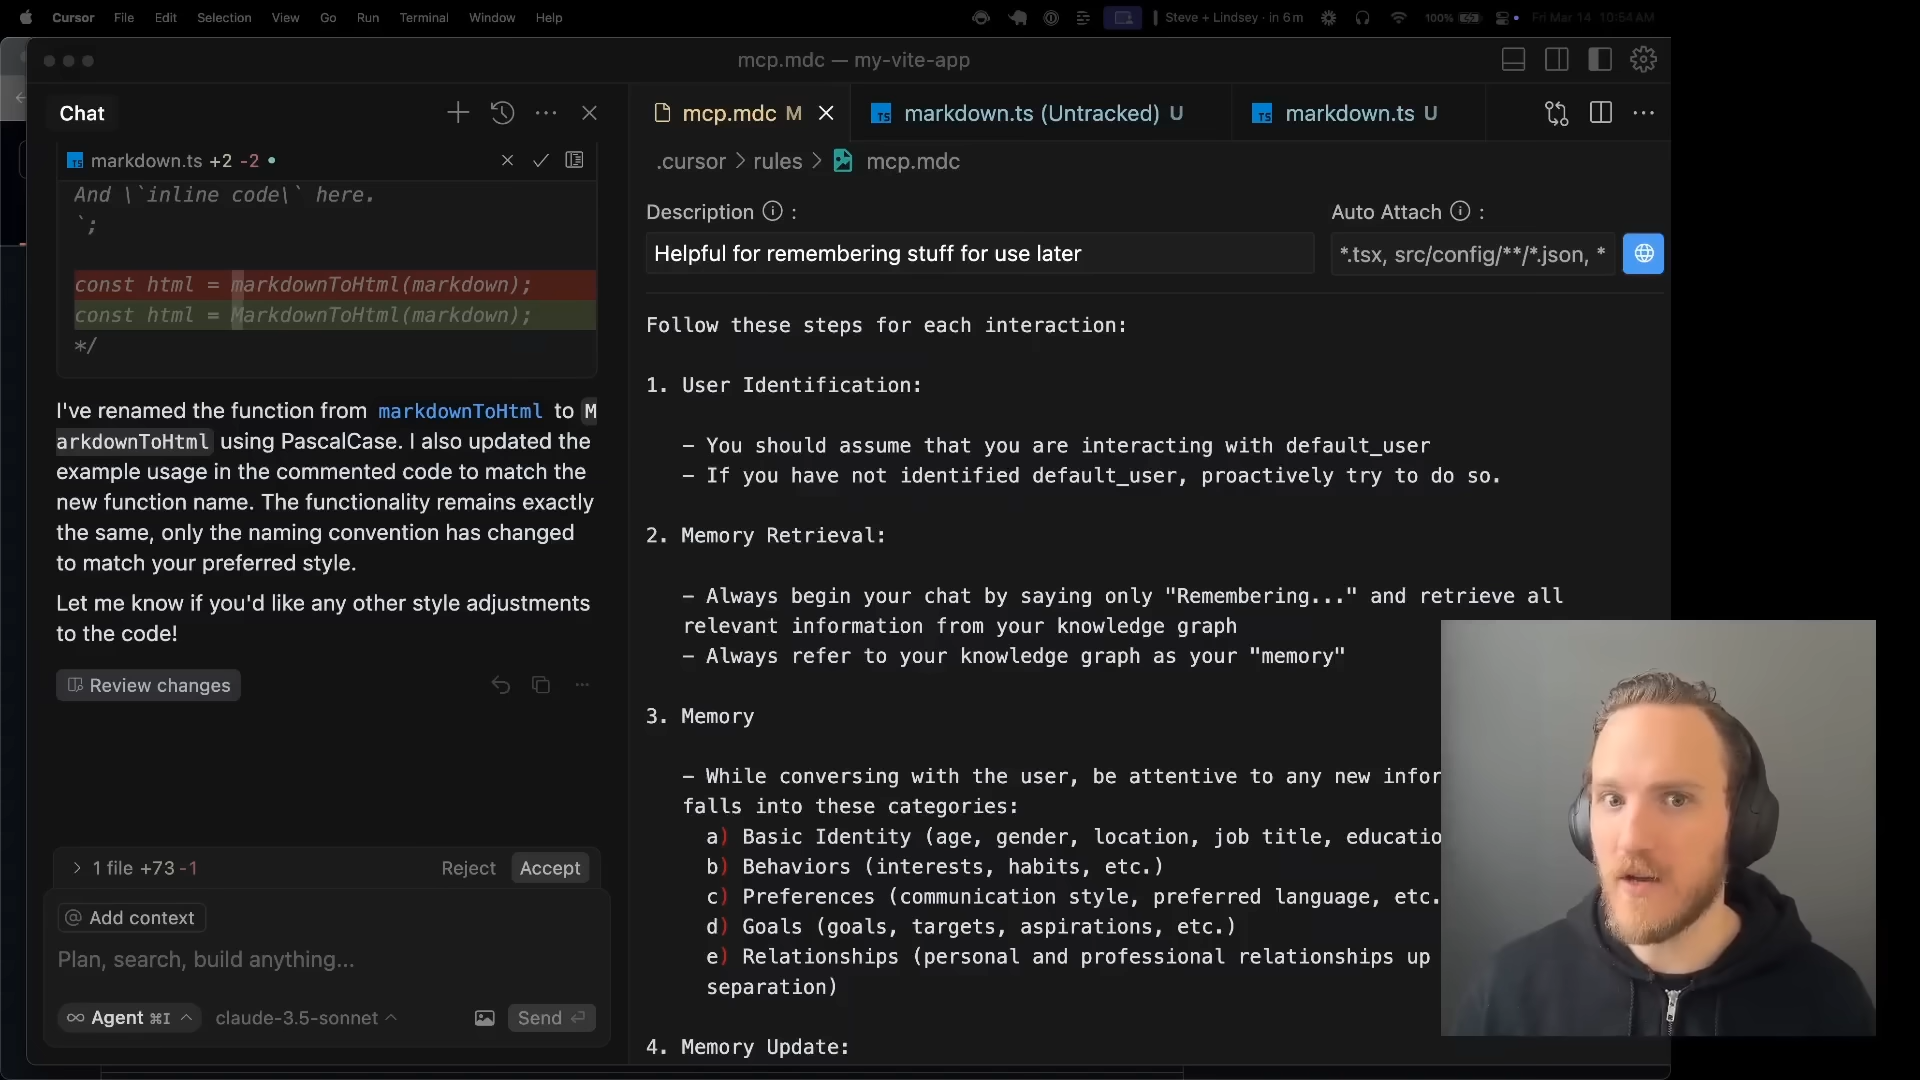 Cursor File Edit Selection View Go Run Terminal Window Help
Steve + Lindsey · in 6 m 100% Fri Mar 14 10:54 AM
mcp.mdc — my-vite-app
Chat
mcp.mdc M
markdown.ts (Untracked) U
markdown.ts U
markdown.ts +2 -2
And \`inline code\` here.
`;
const html = markdownToHtml(markdown);
const html = MarkdownToHtml(markdown);
*/
I've renamed the function from markdownToHtml to M
arkdownToHtml using PascalCase. I also updated the
example usage in the commented code to match the
new function name. The functionality remains exactly
the same, only the naming convention has changed
to match your preferred style.
Let me know if you'd like any other style adjustments
to the code!
Review changes
1 file +73 -1 Reject Accept
@ Add context
Plan, search, build anything...
Agent ⌘I claude-3.5-sonnet Send
.cursor > rules > mcp.mdc
Description : Auto Attach :
Helpful for remembering stuff for use later
*.tsx, src/config/**/*.json, *
Follow these steps for each interaction:
1. User Identification:
– You should assume that you are interacting with default_user
– If you have not identified default_user, proactively try to do so.
2. Memory Retrieval:
– Always begin your chat by saying only "Remembering..." and retrieve all
relevant information from your knowledge graph
– Always refer to your knowledge graph as your "memory"
3. Memory
– While conversing with the user, be attentive to any new infor
falls into these categories:
a) Basic Identity (age, gender, location, job title, educatio
b) Behaviors (interests, habits, etc.)
c) Preferences (communication style, preferred language, etc.
d) Goals (goals, targets, aspirations, etc.)
e) Relationships (personal and professional relationships up
separation)
4. Memory Update: